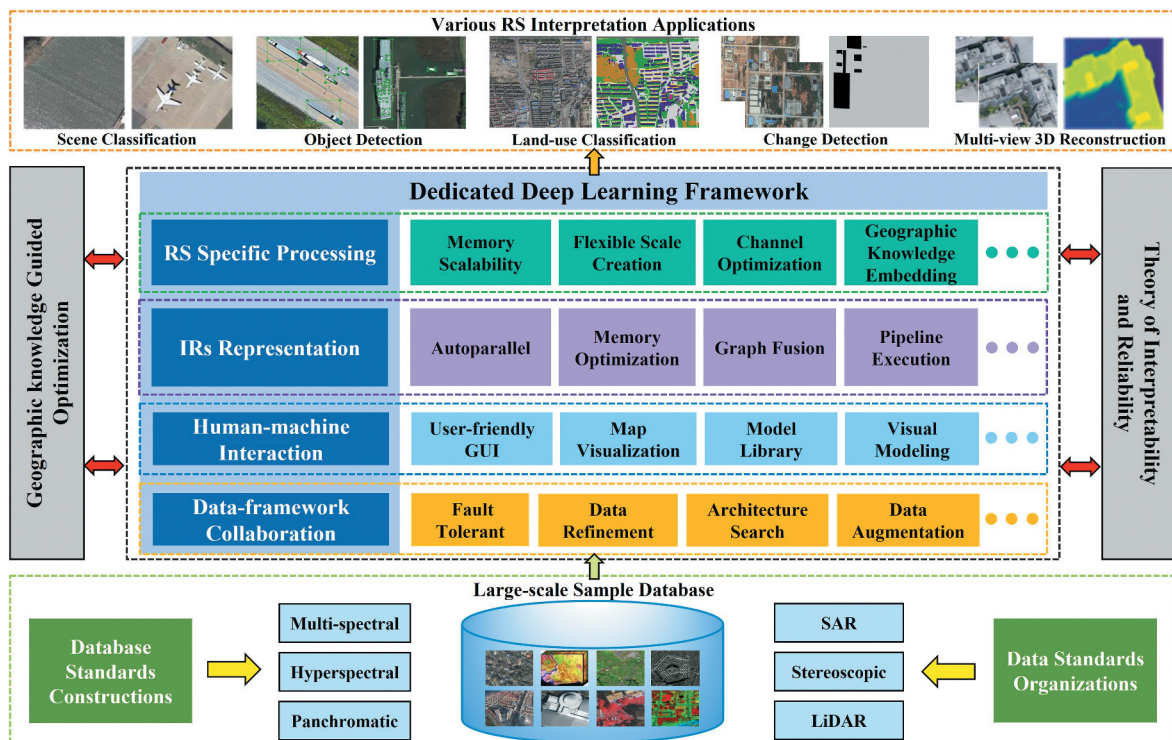 Various RS Interpretation Applications
Scene Classification
Object Detection
Land-use Classification
Change Detection
Multi-view 3D Reconstruction
Geographic knowledge Guided
Optimization
Dedicated Deep Learning Framework
RS Specific Processing
Memory
Scalability
Flexible Scale
Creation
Channel
Optimization
Geographic
Knowledge
Embedding
IRs Representation
Autoparallel
Memory
Optimization
Graph Fusion
Pipeline
Execution
Human-machine
Interaction
User-friendly
GUI
Map
Visualization
Model
Library
Visual
Modeling
Data-framework
Collaboration
Fault
Tolerant
Data
Refinement
Architecture
Search
Data
Augmentation
Theory of Interpretability
and Reliability
Large-scale Sample Database
Database
Standards
Constructions
Multi-spectral
Hyperspectral
Panchromatic
SAR
Stereoscopic
LiDAR
Data Standards
Organizations